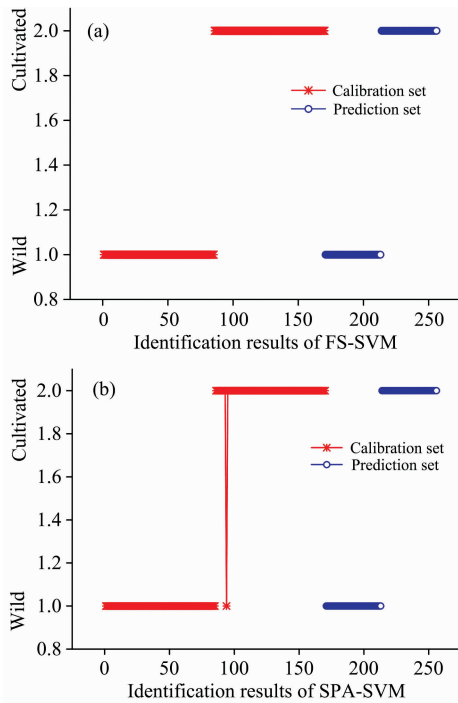 (a)
Cultivated
Wild
2.0
1.8
1.6
1.4
1.2
1.0
0.8
Calibration set
Prediction set
0 50 100 150 200 250
Identification results of FS-SVM
(b)
Cultivated
Wild
2.0
1.8
1.6
1.4
1.2
1.0
0.8
Calibration set
Prediction set
0 50 100 150 200 250
Identification results of SPA-SVM